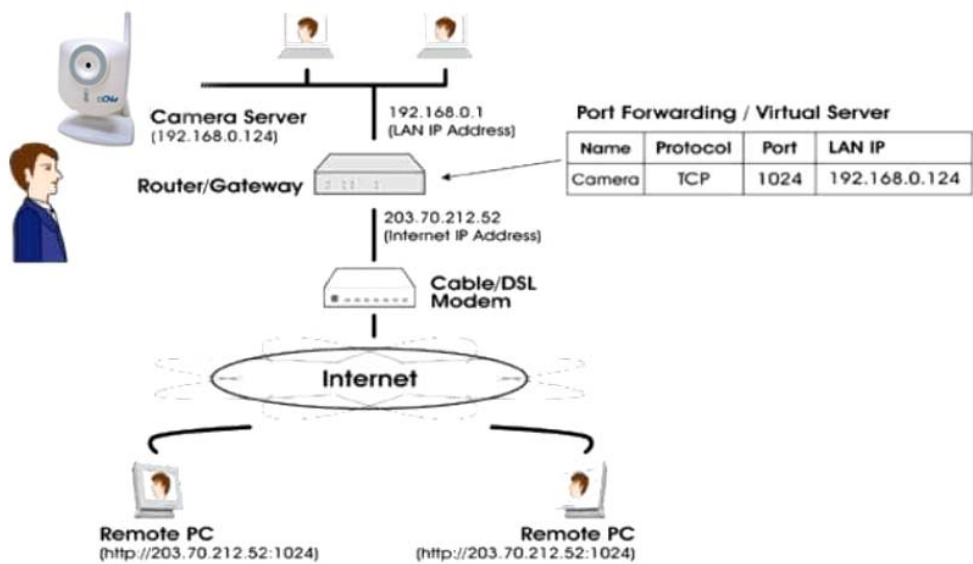 Camera Server
(192.168.0.124)
192.168.0.1
(LAN IP Address)
Router/Gateway
Port Forwarding / Virtual Server
Name Protocol Port LAN IP
Camera TCP 1024 192.168.0.124
203.70.212.52
(Internet IP Address)
Cable/DSL
Modem
Internet
Remote PC
(http://203.70.212.52:1024)
Remote PC
(http://203.70.212.52:1024)